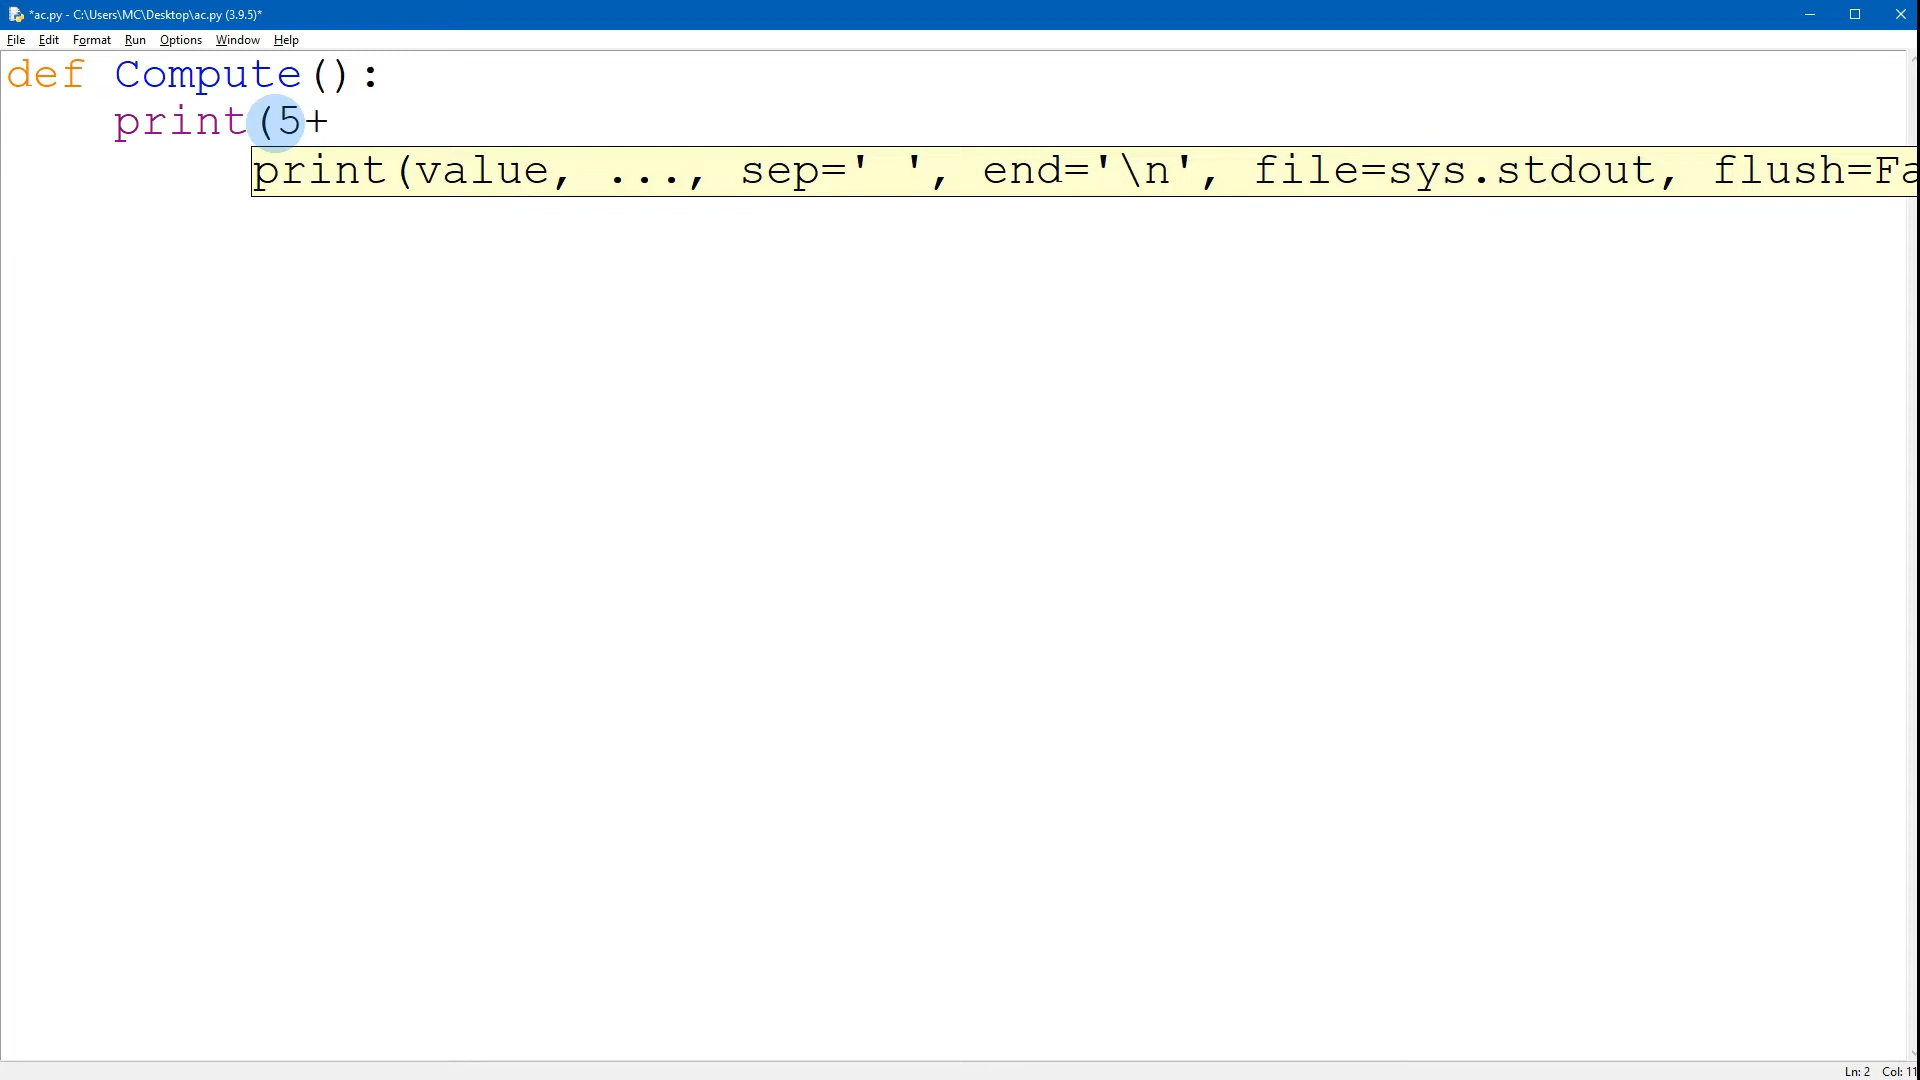 *ac.py - C:\Users\MC\Desktop\ac.py (3.9.5)*
File Edit Format Run Options Window Help
def Compute():
print(5+
print(value, ..., sep=' ', end='\n', file=sys.stdout, flush=Fa
Ln: 2 Col: 11